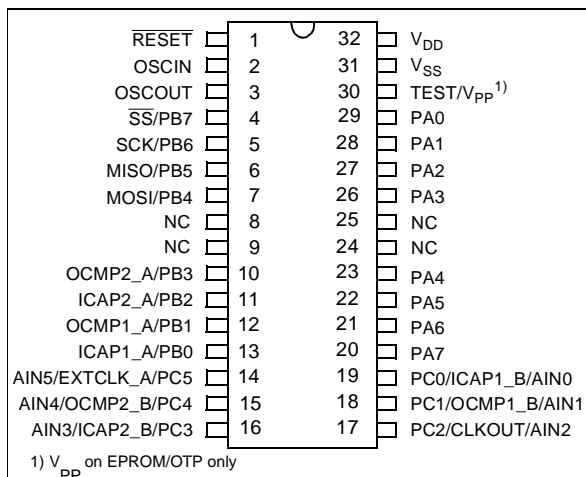 RESET 1 32 VDD
OSCIN 2 31 VSS
OSCOUT 3 30 TEST/VPP1)
SS/PB7 4 29 PA0
SCK/PB6 5 28 PA1
MISO/PB5 6 27 PA2
MOSI/PB4 7 26 PA3
NC 8 25 NC
NC 9 24 NC
OCMP2_A/PB3 10 23 PA4
ICAP2_A/PB2 11 22 PA5
OCMP1_A/PB1 12 21 PA6
ICAP1_A/PB0 13 20 PA7
AIN5/EXTCLK_A/PC5 14 19 PC0/ICAP1_B/AIN0
AIN4/OCMP2_B/PC4 15 18 PC1/OCMP1_B/AIN1
AIN3/ICAP2_B/PC3 16 17 PC2/CLKOUT/AIN2
1) VPP on EPROM/OTP only